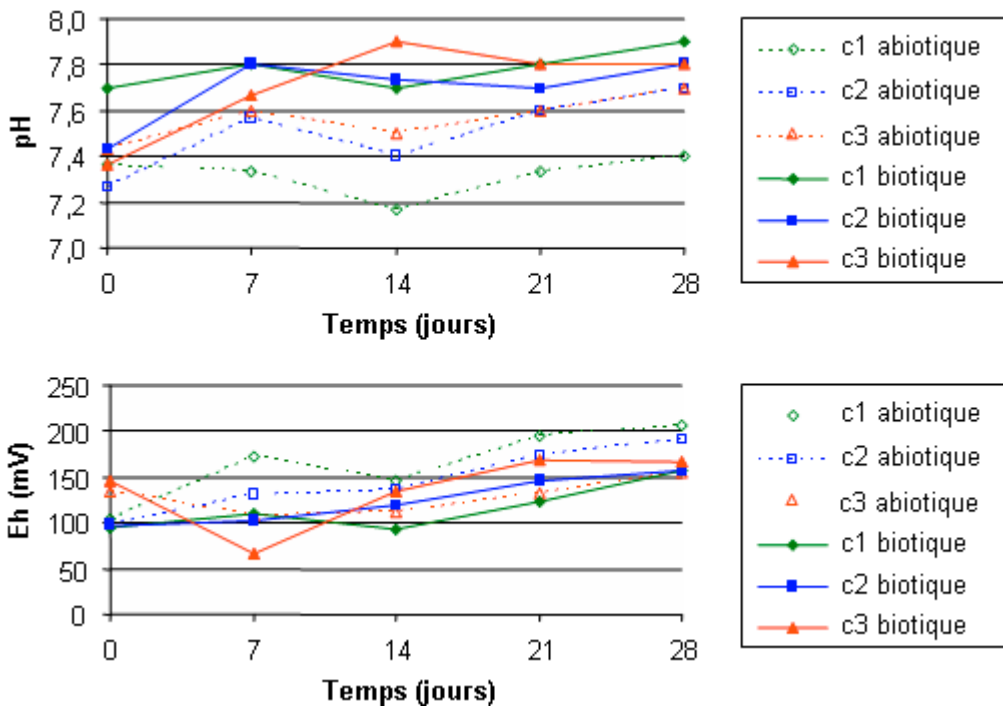 8,0
7,8
7,6
7,4
7,2
7,0
pH
0 7 14 21 28
Temps (jours)
c1 abiotique
c2 abiotique
c3 abiotique
c1 biotique
c2 biotique
c3 biotique
250
200
150
100
50
0
Eh (mV)
0 7 14 21 28
Temps (jours)
c1 abiotique
c2 abiotique
c3 abiotique
c1 biotique
c2 biotique
c3 biotique